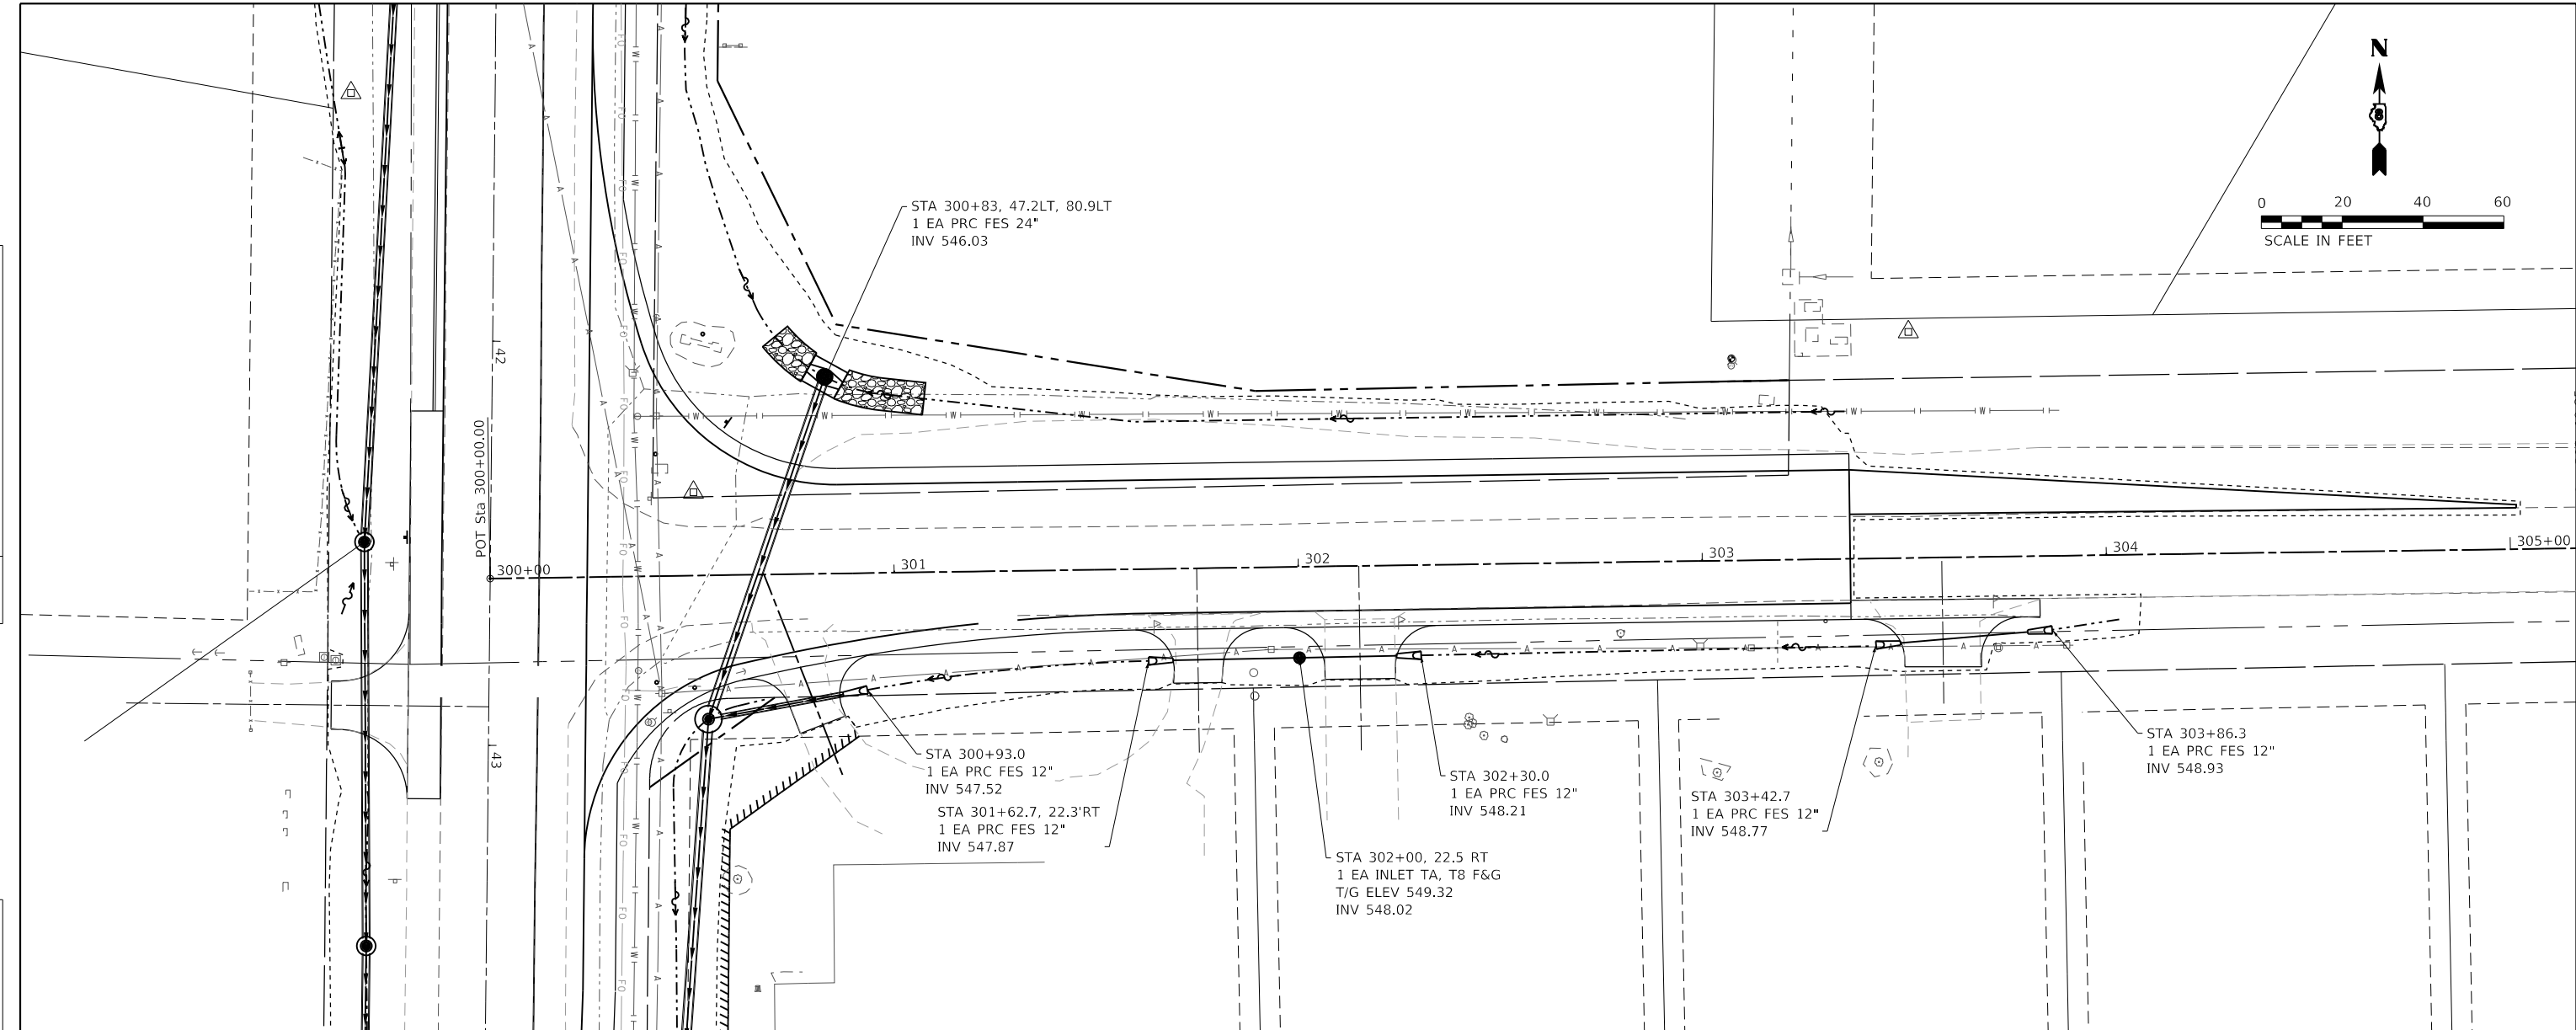 N
0 20 40 60
SCALE IN FEET
STA 300+83, 47.2LT, 80.9LT
1 EA PRC FES 24"
INV 546.03
42
POT Sta 300+00.00
300+00
301
302
303
304
305+00
43
STA 300+93.0
1 EA PRC FES 12"
INV 547.52
STA 301+62.7, 22.3'RT
1 EA PRC FES 12"
INV 547.87
STA 302+00, 22.5 RT
1 EA INLET TA, T8 F&G
T/G ELEV 549.32
INV 548.02
STA 302+30.0
1 EA PRC FES 12"
INV 548.21
STA 303+42.7
1 EA PRC FES 12"
INV 548.77
STA 303+86.3
1 EA PRC FES 12"
INV 548.93